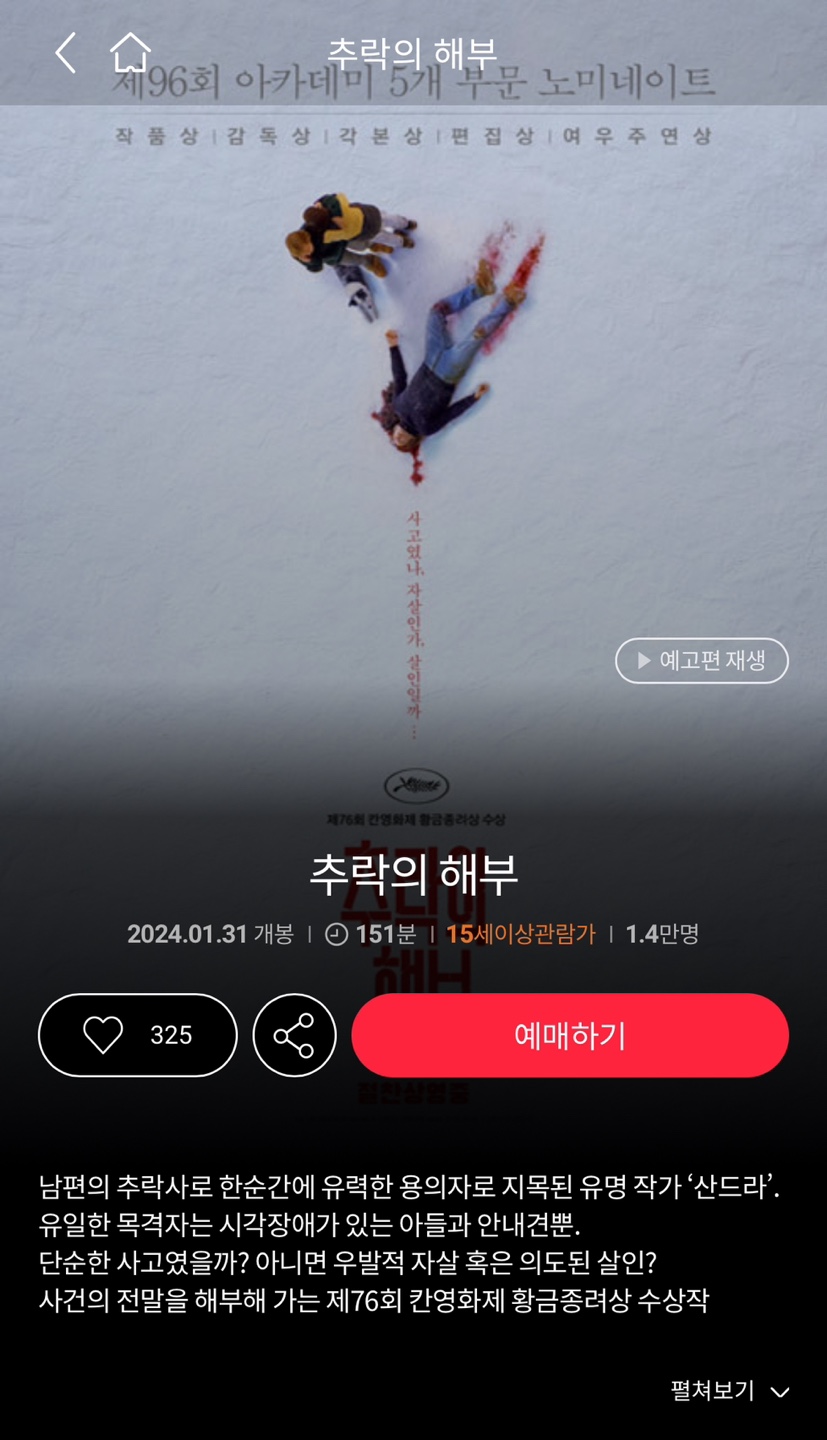 추락의 해부
제96회 아카데미 5개 부문 노미네이트
작품상 | 감독상 | 각본상 | 편집상 | 여우주연상
사고였나, 자살인가, 살인일까…
예고편 재생
제76회 칸영화제 황금종려상 수상
추락의
해부
추락의 해부
2024.01.31 개봉 | 151분 | 15세이상관람가 | 1.4만명
325
예매하기
절찬상영중
남편의 추락사로 한순간에 유력한 용의자로 지목된 유명 작가 ‘산드라’.
유일한 목격자는 시각장애가 있는 아들과 안내견뿐.
단순한 사고였을까? 아니면 우발적 자살 혹은 의도된 살인?
사건의 전말을 해부해 가는 제76회 칸영화제 황금종려상 수상작
펼쳐보기